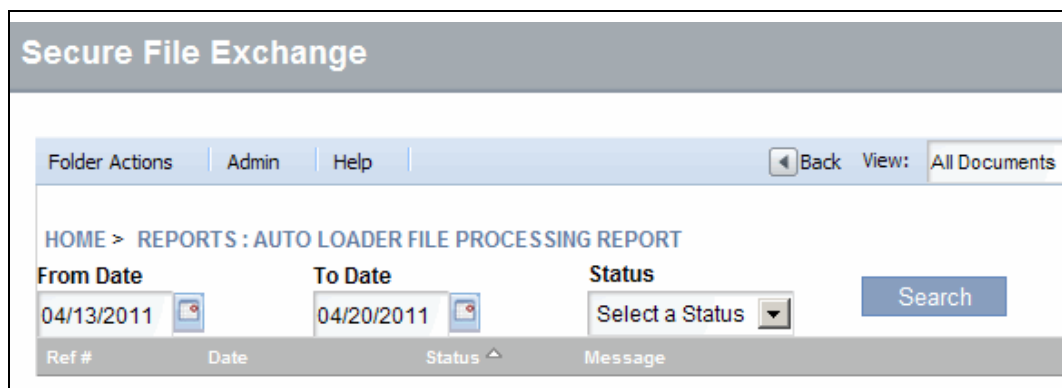 Secure File Exchange
Folder Actions Admin Help Back View: All Documents
HOME > REPORTS : AUTO LOADER FILE PROCESSING REPORT
From Date To Date Status
04/13/2011 04/20/2011 Select a Status Search
Ref # Date Status Message